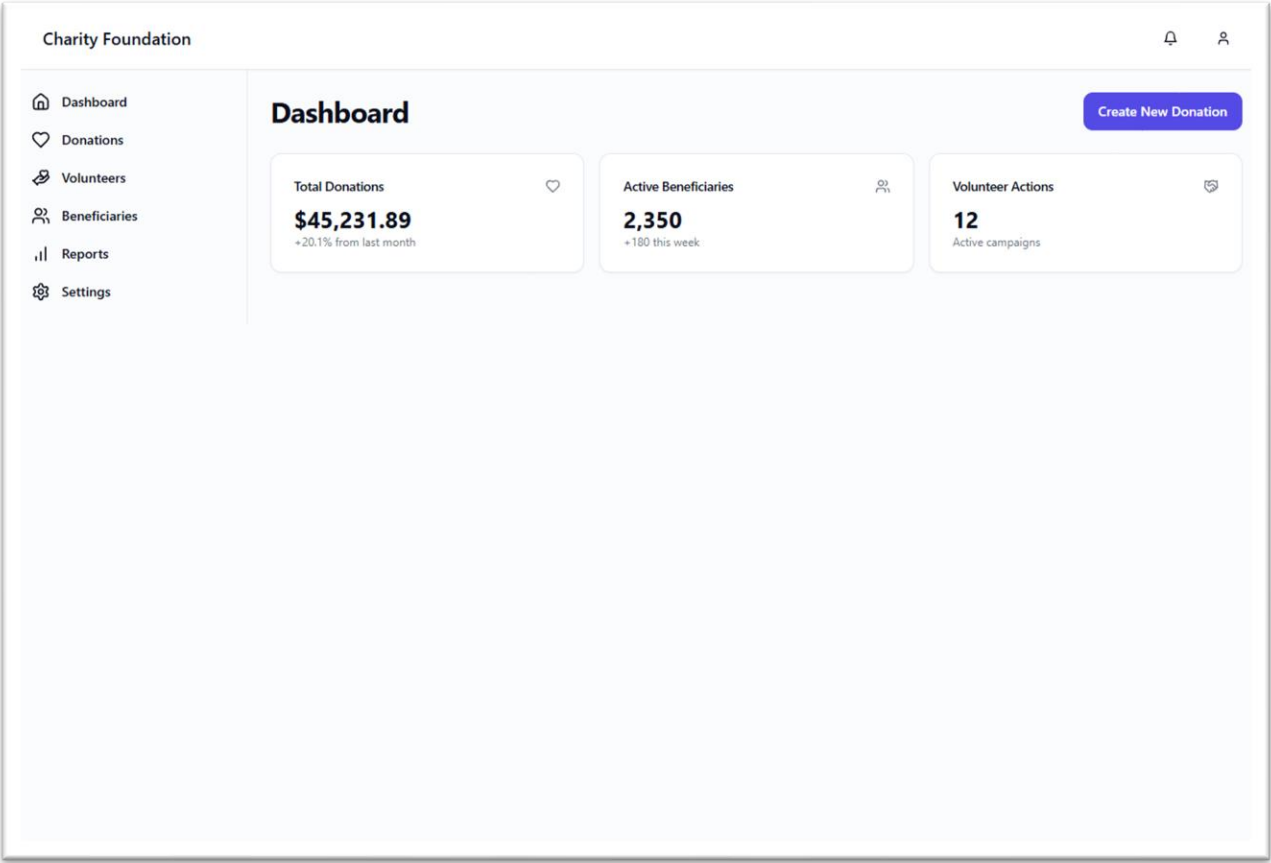 Charity Foundation
Dashboard
Donations
Volunteers
Beneficiaries
Reports
Settings
Dashboard
Create New Donation
Total Donations
$45,231.89
+20.1% from last month
Active Beneficiaries
2,350
+180 this week
Volunteer Actions
12
Active campaigns